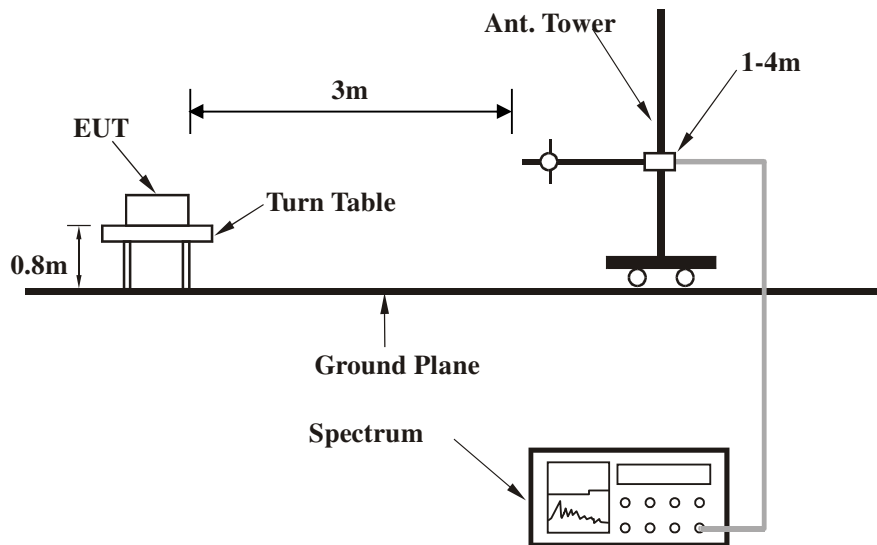 Ant. Tower
1-4m
3m
EUT
Turn Table
0.8m
Ground Plane
Spectrum